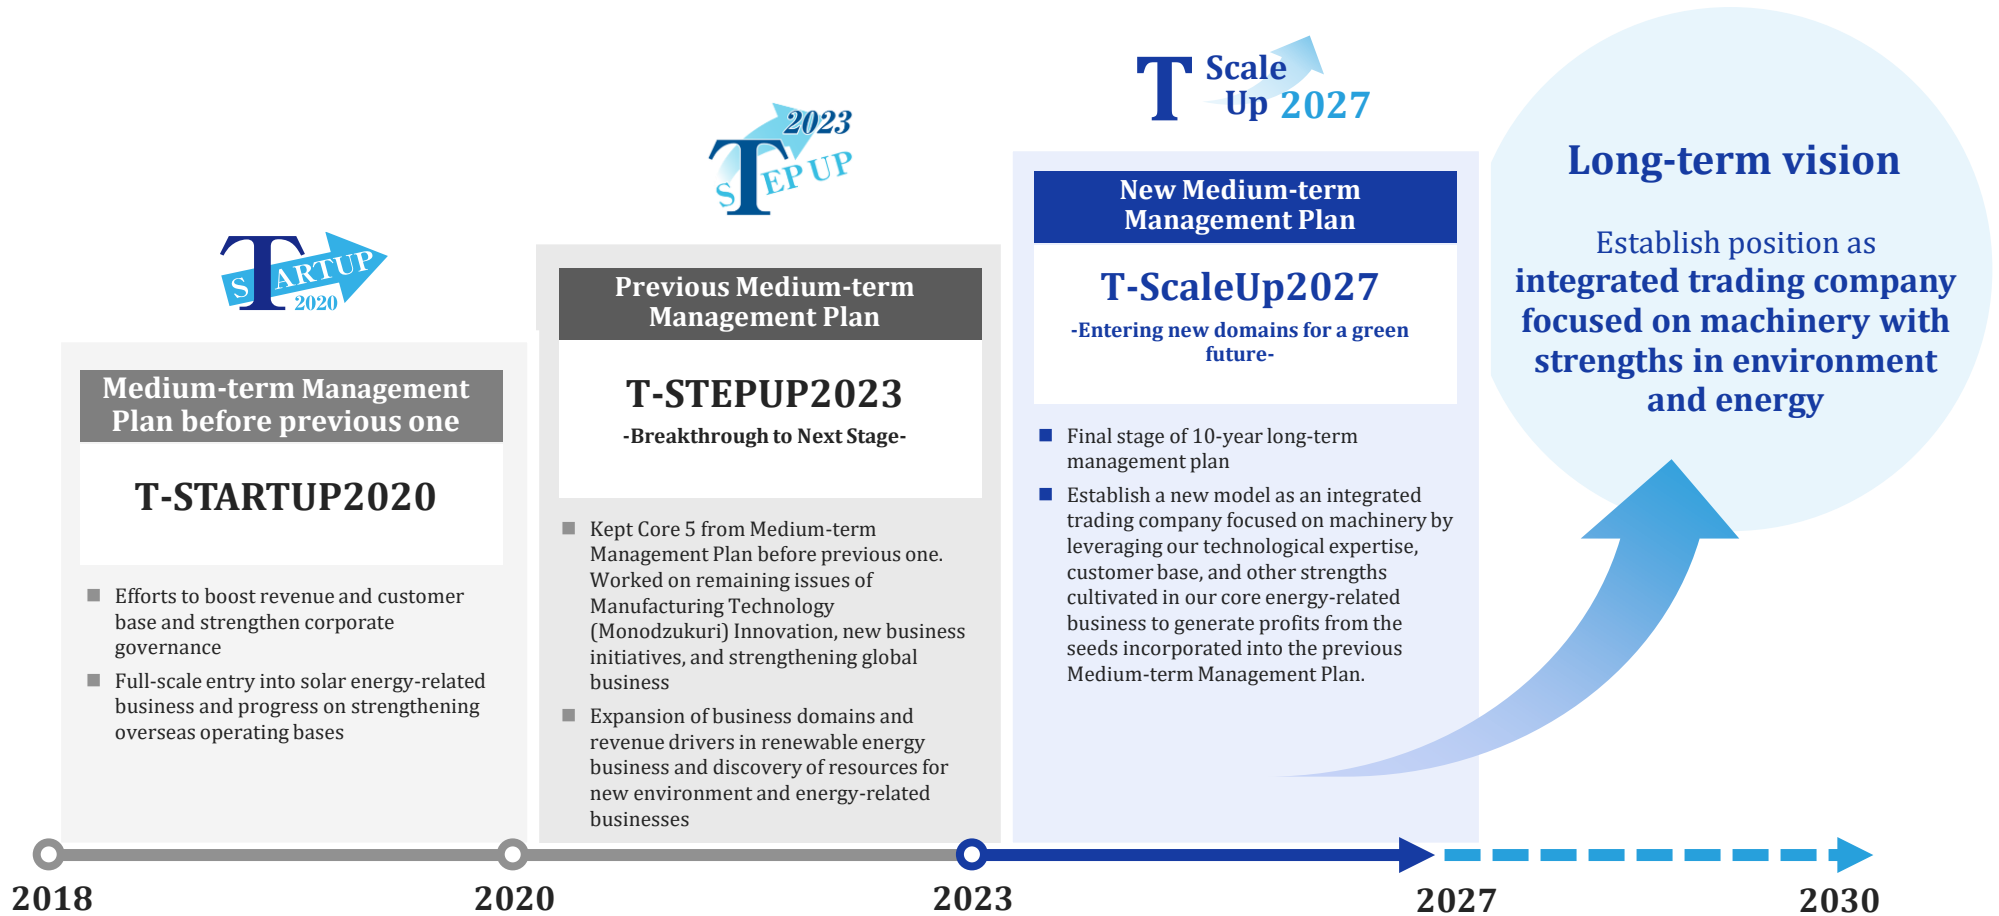 T STARTUP
2020
Medium-term Management
Plan before previous one
T-STARTUP2020
■ Efforts to boost revenue and customer
base and strengthen corporate
governance
■ Full-scale entry into solar energy-related
business and progress on strengthening
overseas operating bases
2023
T STEP UP
Previous Medium-term
Management Plan
T-STEPUP2023
-Breakthrough to Next Stage-
■ Kept Core 5 from Medium-term
Management Plan before previous one.
Worked on remaining issues of
Manufacturing Technology
(Monodzukuri) Innovation, new business
initiatives, and strengthening global
business
■ Expansion of business domains and
revenue drivers in renewable energy
business and discovery of resources for
new environment and energy-related
businesses
T Scale
Up 2027
New Medium-term
Management Plan
T-ScaleUp2027
-Entering new domains for a green
future-
■ Final stage of 10-year long-term
management plan
■ Establish a new model as an integrated
trading company focused on machinery by
leveraging our technological expertise,
customer base, and other strengths
cultivated in our core energy-related
business to generate profits from the
seeds incorporated into the previous
Medium-term Management Plan.
Long-term vision
Establish position as
integrated trading company
focused on machinery with
strengths in environment
and energy
2018
2020
2023
2027
2030